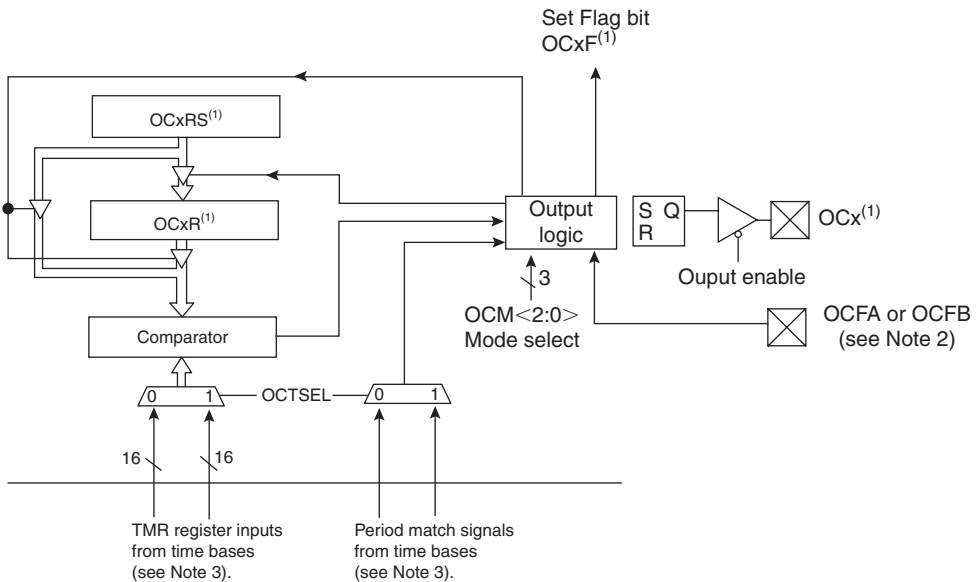 Set Flag bit
OCxF(1)
OCxRS(1)
OCxR(1)
Output
logic
S Q
R
OCx(1)
Ouput enable
3
OCM<2:0>
Mode select
OCFA or OCFB
(see Note 2)
Comparator
0 1
OCTSEL
0 1
16
16
TMR register inputs
from time bases
(see Note 3).
Period match signals
from time bases
(see Note 3).